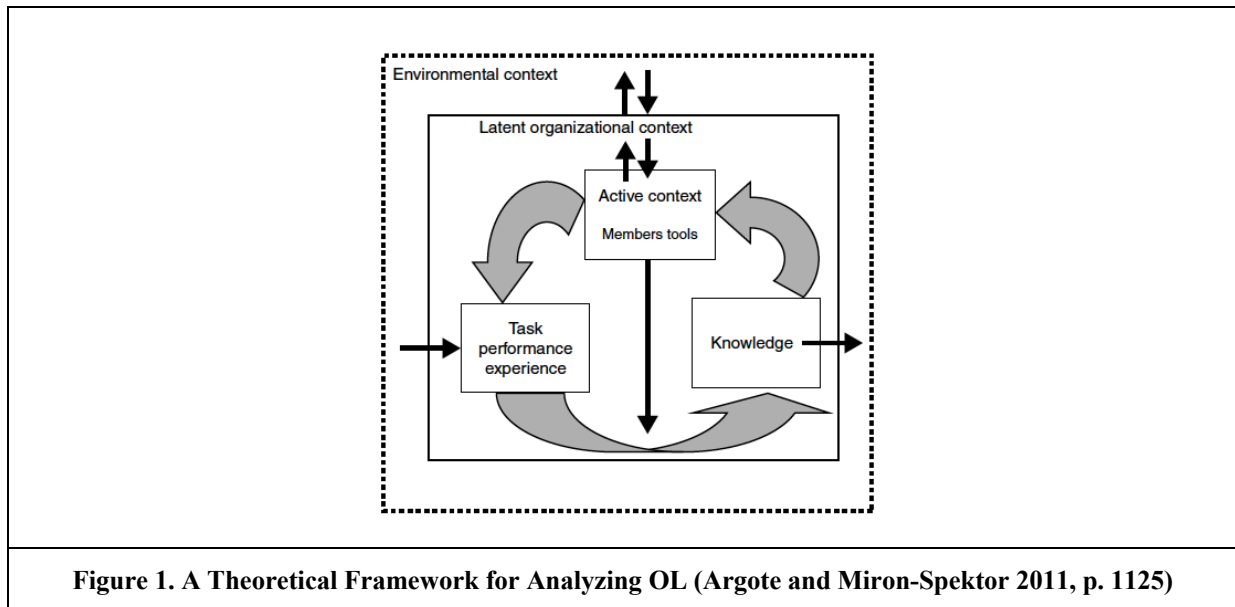 Environmental context
Latent organizational context
Active context
Members tools
Task
performance
experience
Knowledge
Figure 1. A Theoretical Framework for Analyzing OL (Argote and Miron-Spektor 2011, p. 1125)